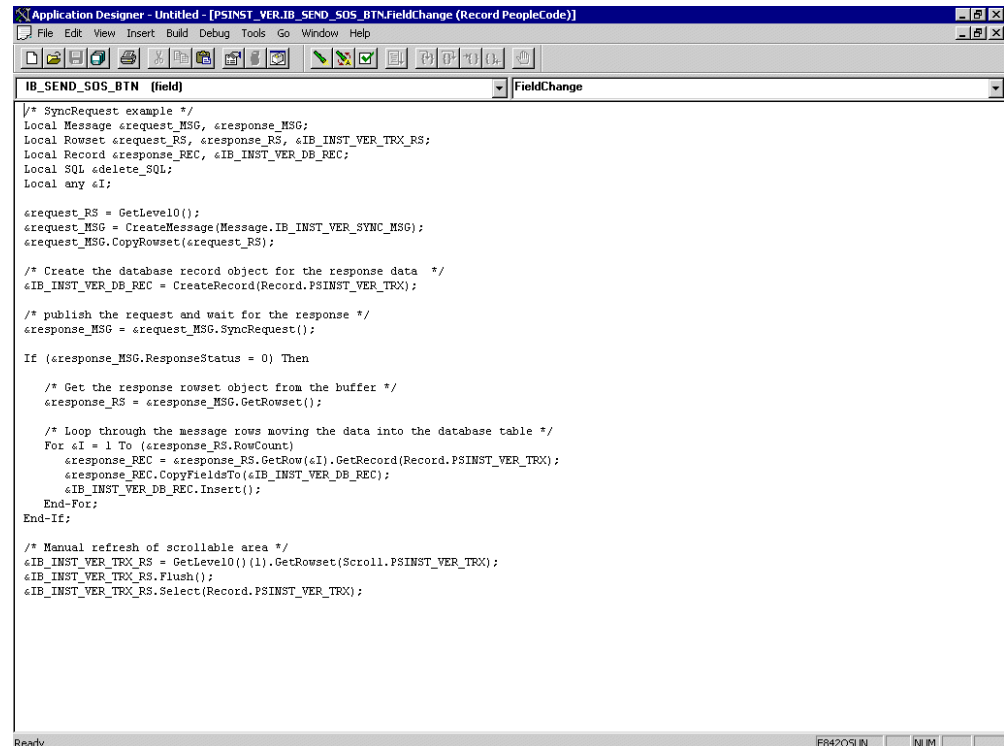 Application Designer - Untitled - [PSINST_VER.IB_SEND_SOS_BTN.FieldChange (Record PeopleCode)]
File Edit View Insert Build Debug Tools Go Window Help
IB_SEND_SOS_BTN (field)
FieldChange
/* SyncRequest example */
Local Message &request_MSG, &response_MSG;
Local Rowset &request_RS, &response_RS, &IB_INST_VER_TRX_RS;
Local Record &response_REC, &IB_INST_VER_DB_REC;
Local SQL &delete_SQL;
Local any &I;
&request_RS = GetLevel0();
&request_MSG = CreateMessage(Message.IB_INST_VER_SYNC_MSG);
&request_MSG.CopyRowset(&request_RS);
/* Create the database record object for the response data */
&IB_INST_VER_DB_REC = CreateRecord(Record.PSINST_VER_TRX);
/* publish the request and wait for the response */
&response_MSG = &request_MSG.SyncRequest();
If (&response_MSG.ResponseStatus = 0) Then
/* Get the response rowset object from the buffer */
&response_RS = &response_MSG.GetRowset();
/* Loop through the message rows moving the data into the database table */
For &I = 1 To (&response_RS.RowCount)
&response_REC = &response_RS.GetRow(&I).GetRecord(Record.PSINST_VER_TRX);
&response_REC.CopyFieldsTo(&IB_INST_VER_DB_REC);
&IB_INST_VER_DB_REC.Insert();
End-For;
End-If;
/* Manual refresh of scrollable area */
&IB_INST_VER_TRX_RS = GetLevel0()(1).GetRowset(Scroll.PSINST_VER_TRX);
&IB_INST_VER_TRX_RS.Flush();
&IB_INST_VER_TRX_RS.Select(Record.PSINST_VER_TRX);
Ready
E842OSUN NUM